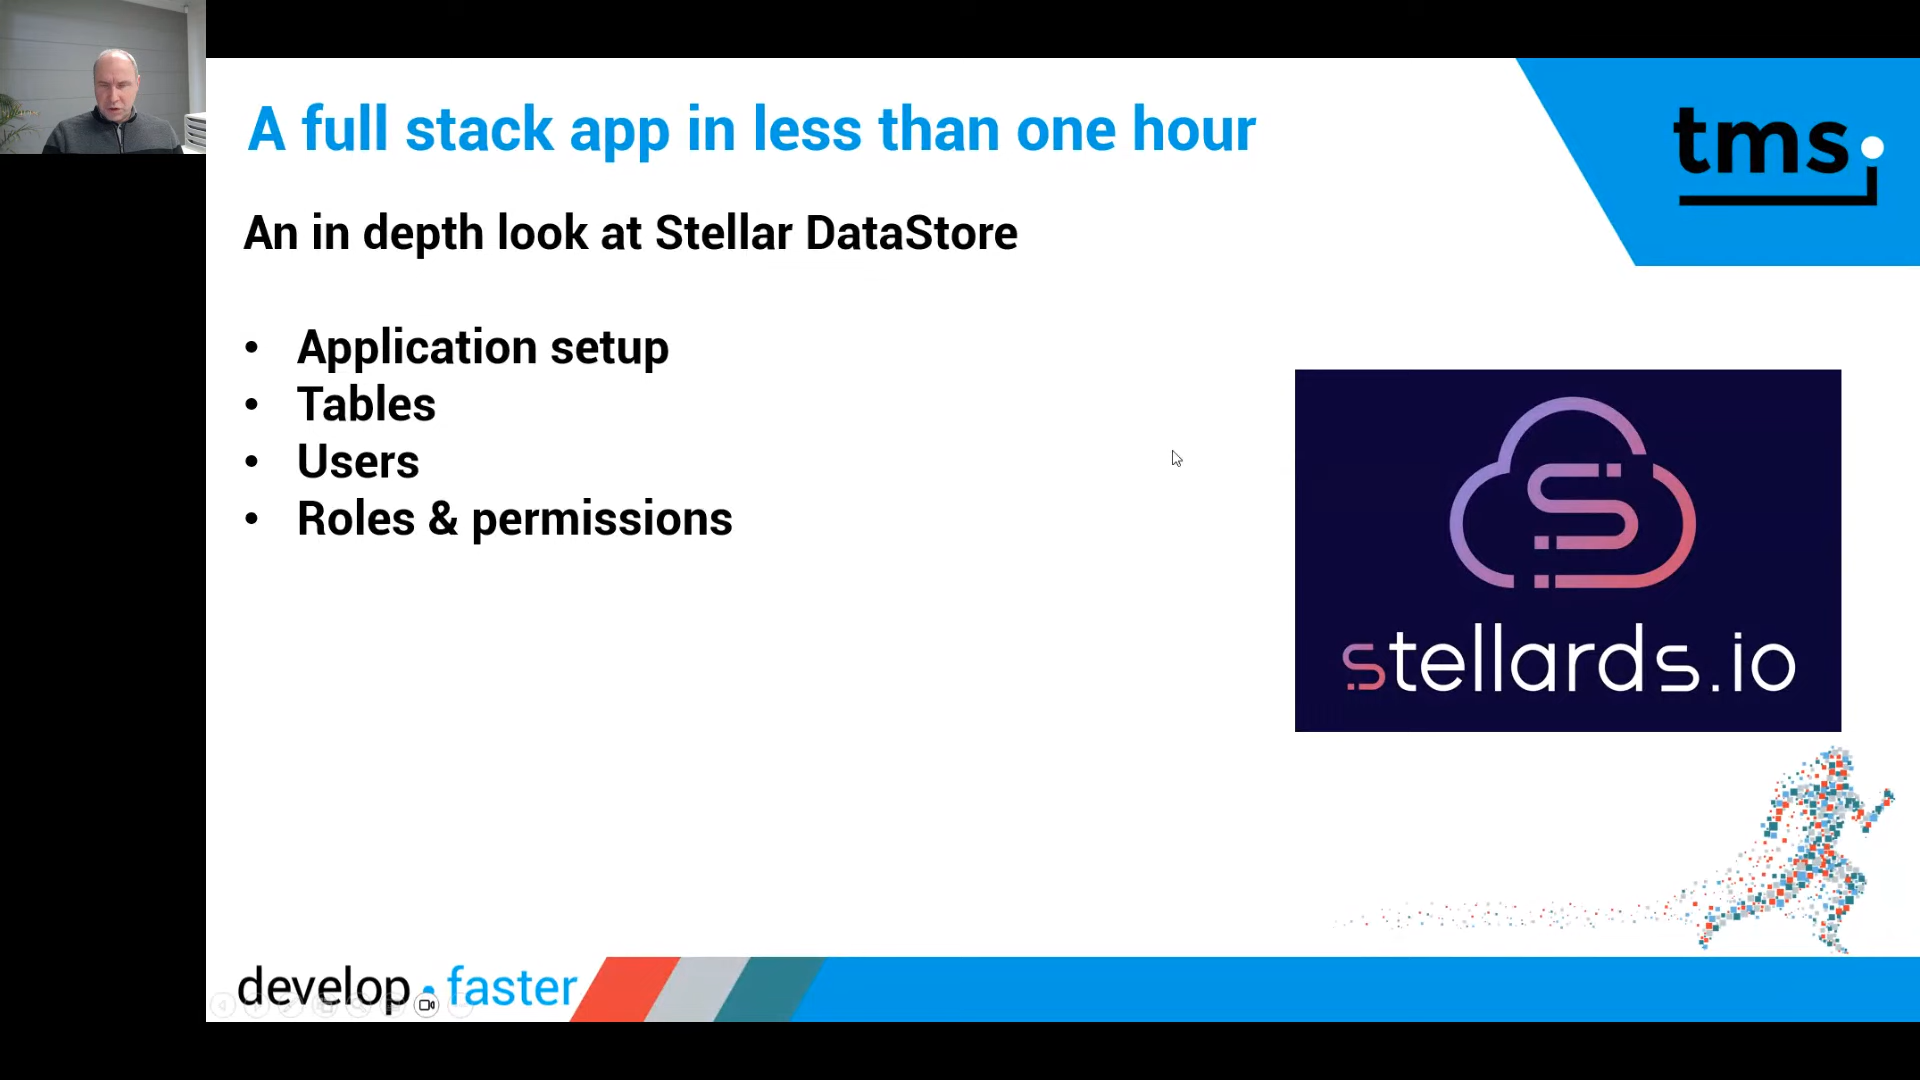 A full stack app in less than one hour
tms
An in depth look at Stellar DataStore
• Application setup
• Tables
• Users
• Roles & permissions
stellards.io
develop faster